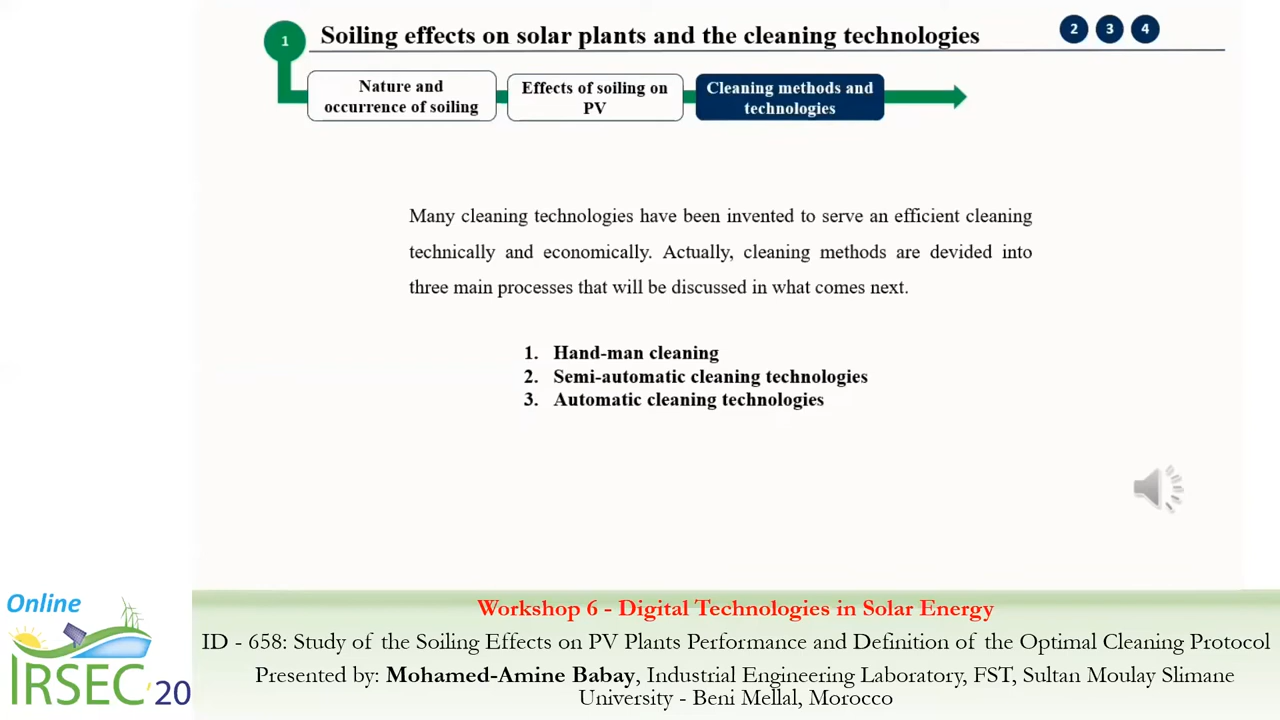 1
Soiling effects on solar plants and the cleaning technologies
2 3 4
Nature and
occurrence of soiling
Effects of soiling on
PV
Cleaning methods and
technologies
Many cleaning technologies have been invented to serve an efficient cleaning
technically and economically. Actually, cleaning methods are devided into
three main processes that will be discussed in what comes next.
1. Hand-man cleaning
2. Semi-automatic cleaning technologies
3. Automatic cleaning technologies
Online
IRSEC'20
Workshop 6 - Digital Technologies in Solar Energy
ID - 658: Study of the Soiling Effects on PV Plants Performance and Definition of the Optimal Cleaning Protocol
Presented by: Mohamed-Amine Babay, Industrial Engineering Laboratory, FST, Sultan Moulay Slimane
University - Beni Mellal, Morocco